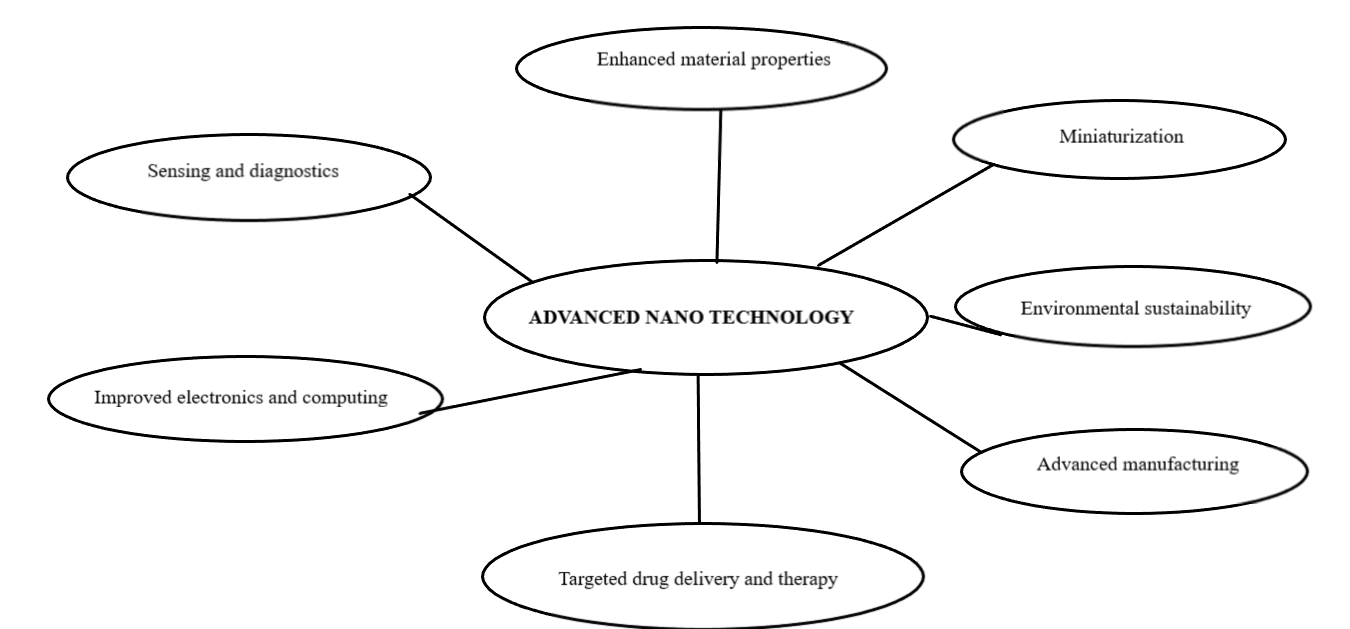 Enhanced material properties
Miniaturization
Sensing and diagnostics
Environmental sustainability
ADVANCED NANO TECHNOLOGY
Improved electronics and computing
Advanced manufacturing
Targeted drug delivery and therapy